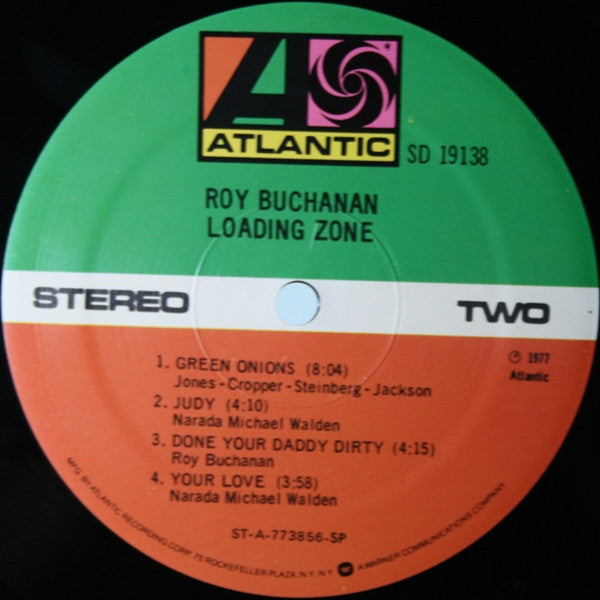 ATLANTIC
SD 19138
ROY BUCHANAN
LOADING ZONE
STEREO
TWO
℗ 1977
Atlantic
1. GREEN ONIONS (8:04)
Jones - Cropper - Steinberg - Jackson
2. JUDY (4:10)
Narada Michael Walden
3. DONE YOUR DADDY DIRTY (4:15)
Roy Buchanan
4. YOUR LOVE (3:58)
Narada Michael Walden
ST-A-773856-SP
MFG. BY ATLANTIC RECORDING CORP. 75 ROCKEFELLER PLAZA, N.Y. N.Y. A WARNER COMMUNICATIONS COMPANY